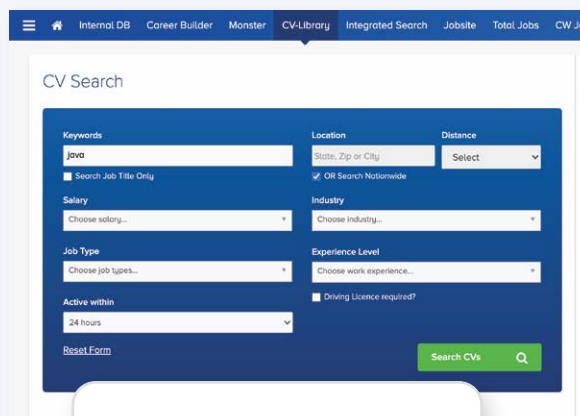 Internal DB Career Builder Monster CV-Library Integrated Search Jobsite Total Jobs CW J
CV Search
Keywords Location Distance
java State, Zip or City Select
Search Job Title Only OR Search Nationwide
Salary Industry
Choose salary... Choose industry...
Job Type Experience Level
Choose job types... Choose work experience...
Active within Driving Licence required?
24 hours
Reset Form Search CVs